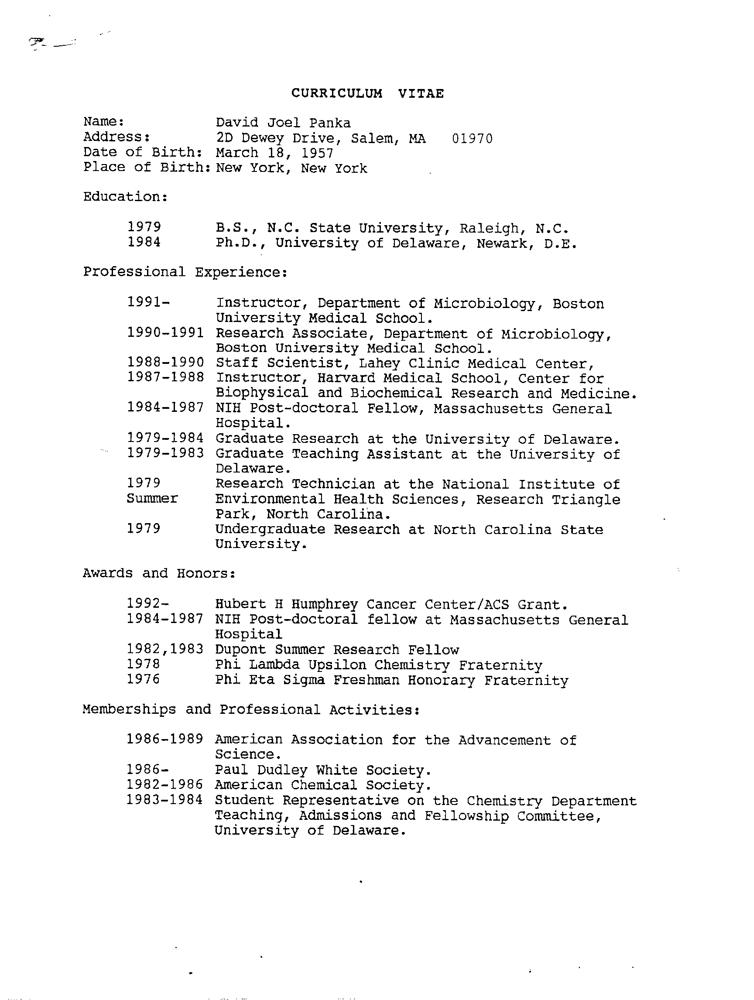 CURRICULUM VITAE
Name: David Joel Panka
Address: 2D Dewey Drive, Salem, MA 01970
Date of Birth: March 18, 1957
Place of Birth: New York, New York
Education:
1979 B.S., N.C. State University, Raleigh, N.C.
1984 Ph.D., University of Delaware, Newark, D.E.
Professional Experience:
1991- Instructor, Department of Microbiology, Boston
University Medical School.
1990-1991 Research Associate, Department of Microbiology,
Boston University Medical School.
1988-1990 Staff Scientist, Lahey Clinic Medical Center,
1987-1988 Instructor, Harvard Medical School, Center for
Biophysical and Biochemical Research and Medicine.
1984-1987 NIH Post-doctoral Fellow, Massachusetts General
Hospital.
1979-1984 Graduate Research at the University of Delaware.
1979-1983 Graduate Teaching Assistant at the University of
Delaware.
1979 Research Technician at the National Institute of
Summer Environmental Health Sciences, Research Triangle
Park, North Carolina.
1979 Undergraduate Research at North Carolina State
University.
Awards and Honors:
1992- Hubert H Humphrey Cancer Center/ACS Grant.
1984-1987 NIH Post-doctoral fellow at Massachusetts General
Hospital
1982,1983 Dupont Summer Research Fellow
1978 Phi Lambda Upsilon Chemistry Fraternity
1976 Phi Eta Sigma Freshman Honorary Fraternity
Memberships and Professional Activities:
1986-1989 American Association for the Advancement of
Science.
1986- Paul Dudley White Society.
1982-1986 American Chemical Society.
1983-1984 Student Representative on the Chemistry Department
Teaching, Admissions and Fellowship Committee,
University of Delaware.